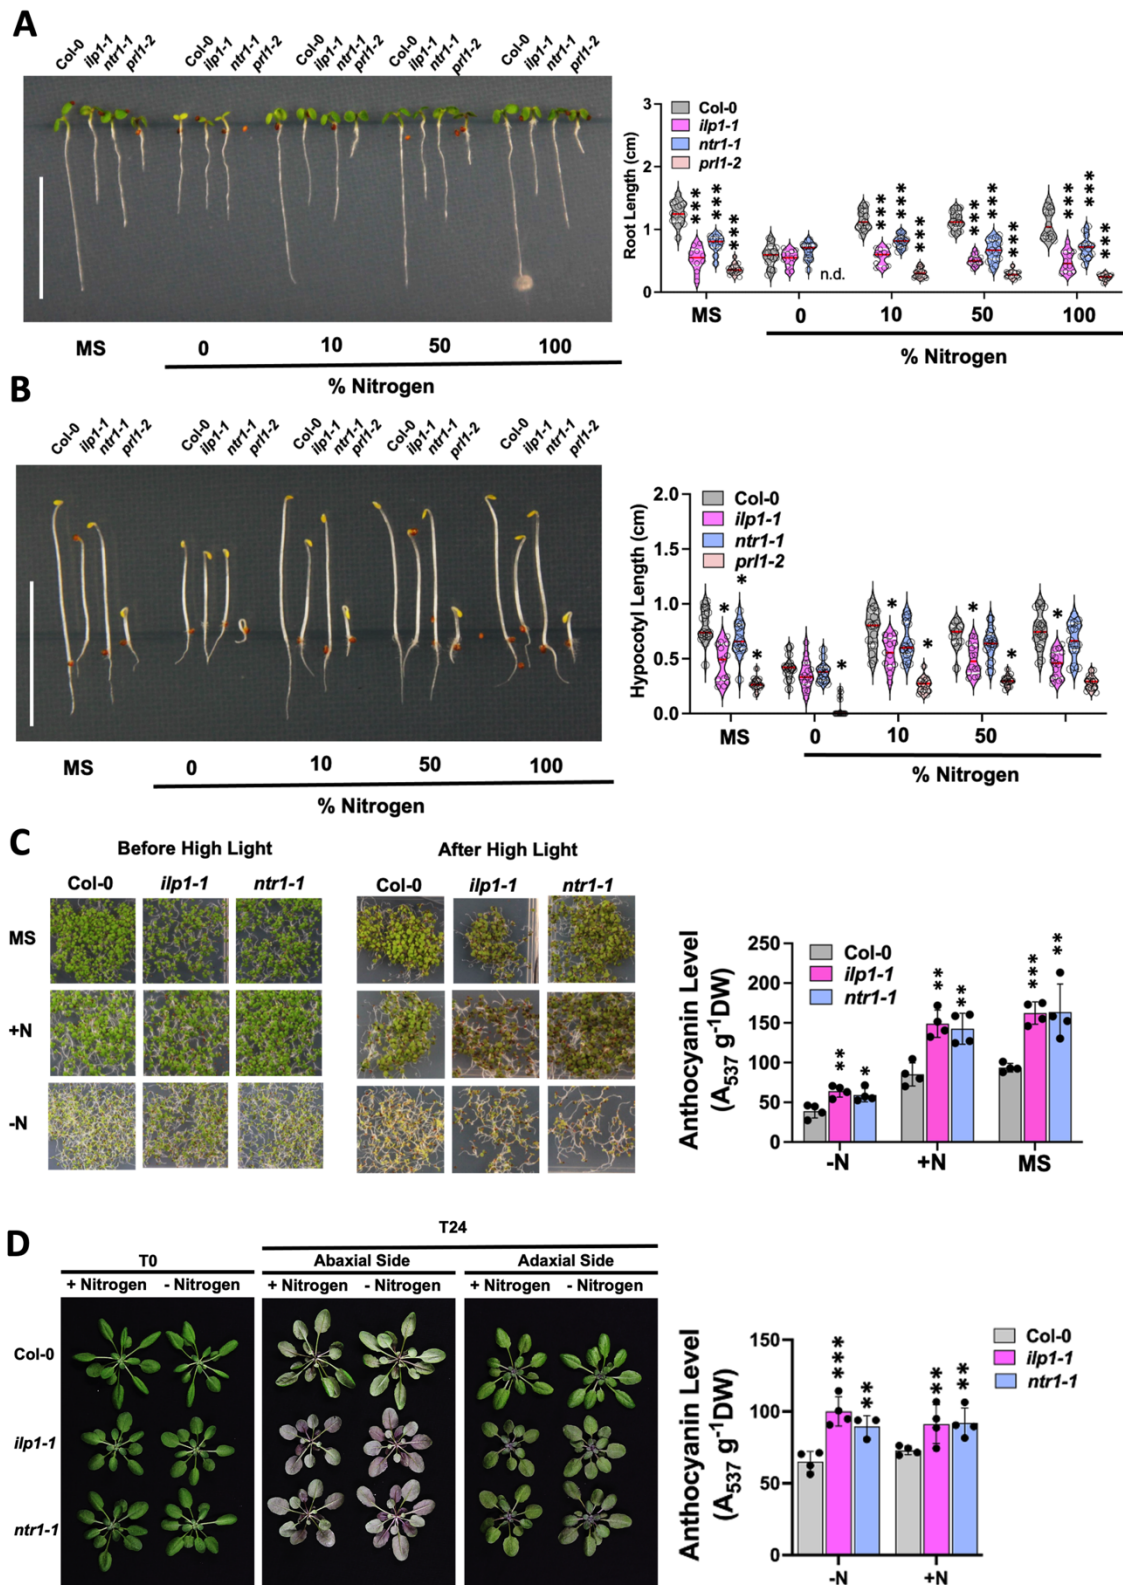 A
Col-0 ilp1-1 ntr1-1 prl1-2 Col-0 ilp1-1 ntr1-1 prl1-2 Col-0 ilp1-1 ntr1-1 prl1-2 Col-0 ilp1-1 ntr1-1 prl1-2 Col-0 ilp1-1 ntr1-1 prl1-2
MS 0 10 50 100
% Nitrogen
Root Length (cm)
3
2
1
0
Col-0
ilp1-1
ntr1-1
prl1-2
*** *** *** *** *** *** *** *** *** *** *** ***
n.d.
MS 0 10 50 100
% Nitrogen
B
Col-0 ilp1-1 ntr1-1 prl1-2 Col-0 ilp1-1 ntr1-1 prl1-2 Col-0 ilp1-1 ntr1-1 prl1-2 Col-0 ilp1-1 ntr1-1 prl1-2 Col-0 ilp1-1 ntr1-1 prl1-2
MS 0 10 50 100
% Nitrogen
Hypocotyl Length (cm)
2.0
1.5
1.0
0.5
0.0
Col-0
ilp1-1
ntr1-1
prl1-2
* * * * * * * * *
MS 0 10 50
% Nitrogen
C
Before High Light After High Light
Col-0 ilp1-1 ntr1-1 Col-0 ilp1-1 ntr1-1
MS
+N
-N
Anthocyanin Level
(A537 g-1DW)
250
200
150
100
50
0
Col-0
ilp1-1
ntr1-1
** * ** ** *** **
-N +N MS
D
T24
T0 Abaxial Side Adaxial Side
+ Nitrogen - Nitrogen + Nitrogen - Nitrogen + Nitrogen - Nitrogen
Col-0
ilp1-1
ntr1-1
Anthocyanin Level
(A537 g-1DW)
150
100
50
0
*** ** ** **
Col-0
ilp1-1
ntr1-1
-N +N